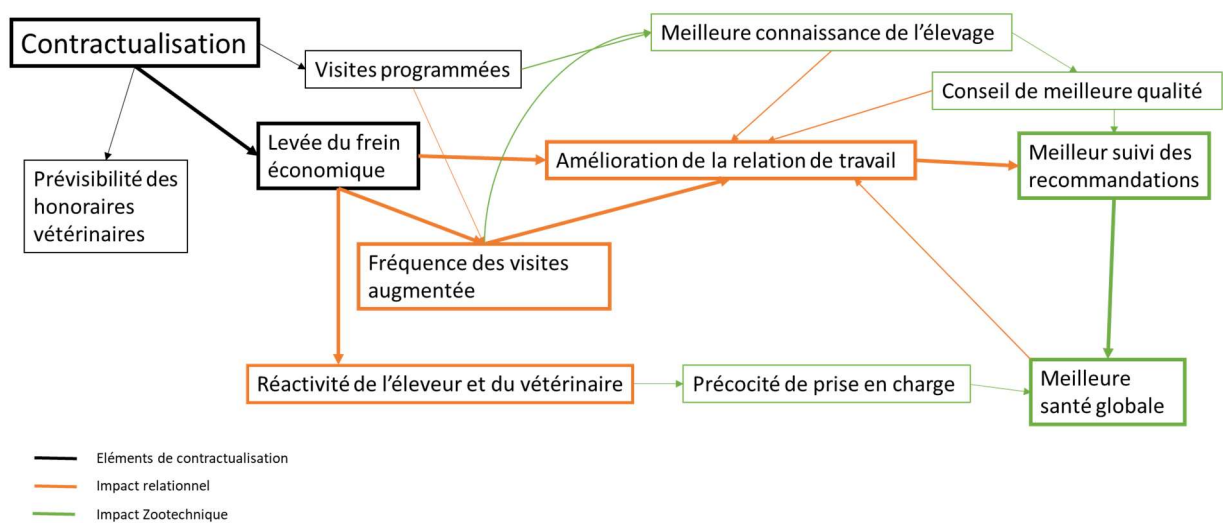 Contractualisation
Meilleure connaissance de l’élevage
Visites programmées
Conseil de meilleure qualité
Levée du frein
économique
Amélioration de la relation de travail
Meilleur suivi des
recommandations
Prévisibilité des
honoraires
vétérinaires
Fréquence des visites
augmentée
Réactivité de l’éleveur et du vétérinaire
Précocité de prise en charge
Meilleure
santé globale
Eléments de contractualisation
Impact relationnel
Impact Zootechnique